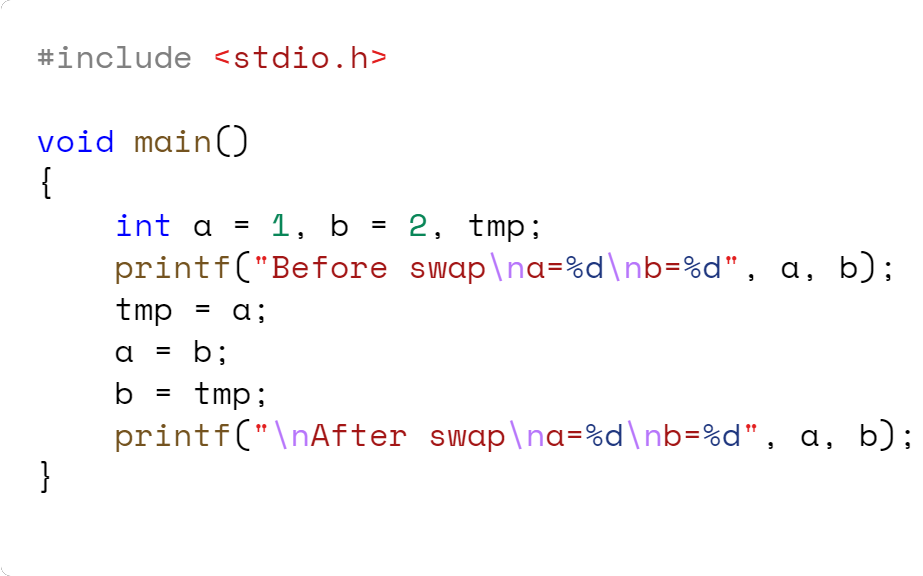 #include <stdio.h>

void main()
{
    int a = 1, b = 2, tmp;
    printf("Before swap\na=%d\nb=%d", a, b);
    tmp = a;
    a = b;
    b = tmp;
    printf("\nAfter swap\na=%d\nb=%d", a, b);
}